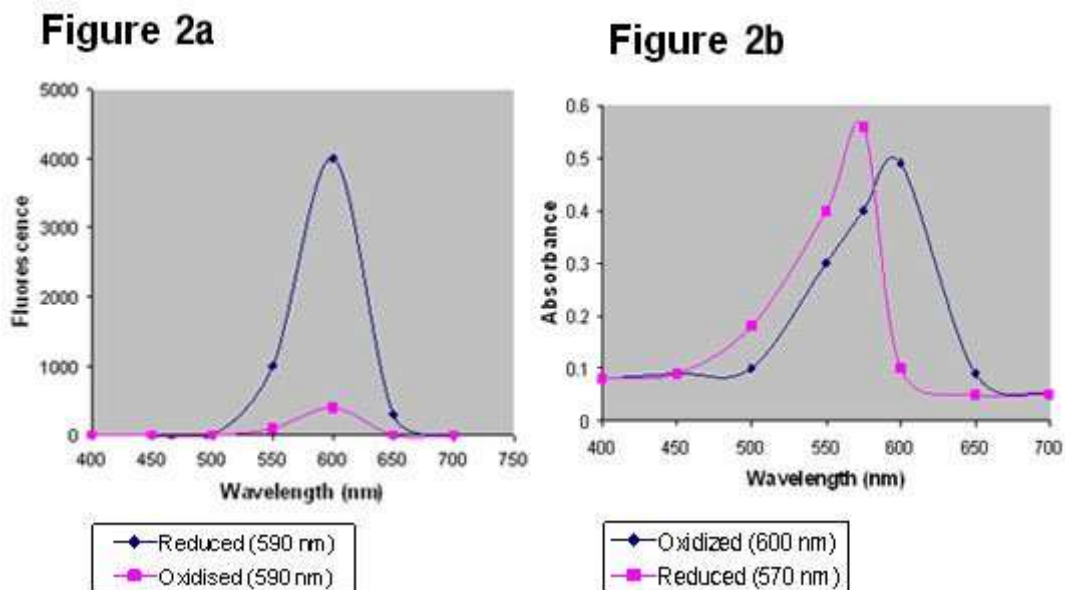 Figure 2a
5000
4000
3000
2000
1000
0
Fluorescence
400 450 500 550 600 650 700 750
Wavelength (nm)
Reduced (590 nm)
Oxidised (590 nm)
Figure 2b
0.6
0.5
0.4
0.3
0.2
0.1
0
Absorbance
400 450 500 550 600 650 700
Wavelength (nm)
Oxidized (600 nm)
Reduced (570 nm)